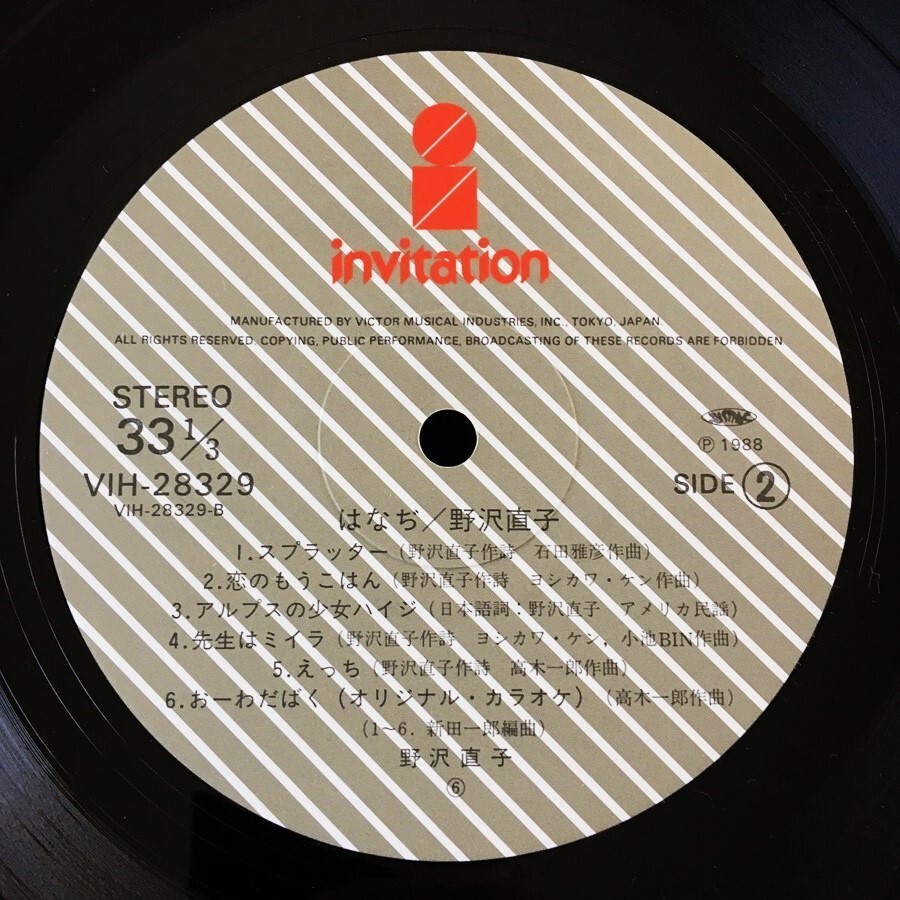 invitation
MANUFACTURED BY VICTOR MUSICAL INDUSTRIES, INC., TOKYO, JAPAN.
ALL RIGHTS RESERVED. COPYING, PUBLIC PERFORMANCE, BROADCASTING OF THESE RECORDS ARE FORBIDDEN
STEREO
33 1/3
VIH-28329
VIH-28329-B
Ⓟ 1988
SIDE ②
はなぢ／野沢直子
1.スプラッター（野沢直子作詩　石田雅彦作曲）
2.恋のもうこはん（野沢直子作詩　ヨシカワ・ケン作曲）
3.アルプスの少女ハイジ（日本語詞：野沢直子　アメリカ民謡）
4.先生はミイラ（野沢直子作詩　ヨシカワ・ケン，小池BIN作曲）
5.えっち（野沢直子作詩　高木一郎作曲）
6.おーわだばく（オリジナル・カラオケ）（高木一郎作曲）
(1〜6. 新田一郎編曲)
野沢直子
⑥